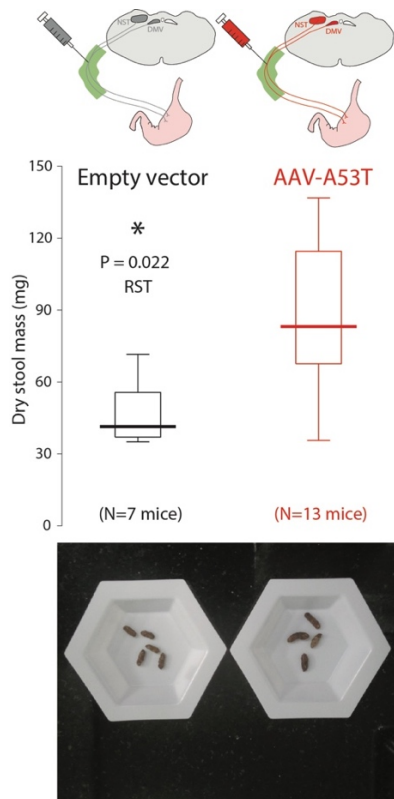 NST
DMV
NST
DMV
Empty vector
AAV-A53T
*
P = 0.022
RST
Dry stool mass (mg)
150
120
90
60
30
0
(N=7 mice)
(N=13 mice)